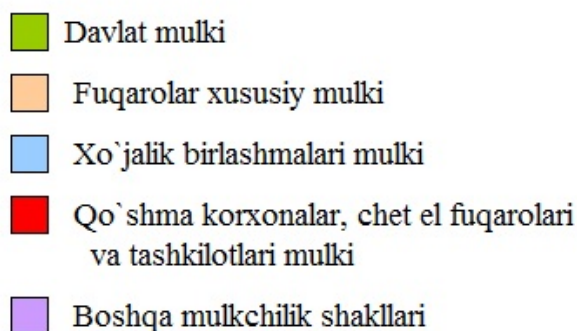 Davlat mulki
Fuqarolar xususiy mulki
Xo`jalik birlashmalari mulki
Qo`shma korxonalar, chet el fuqarolari
va tashkilotlari mulki
Boshqa mulkchilik shakllari